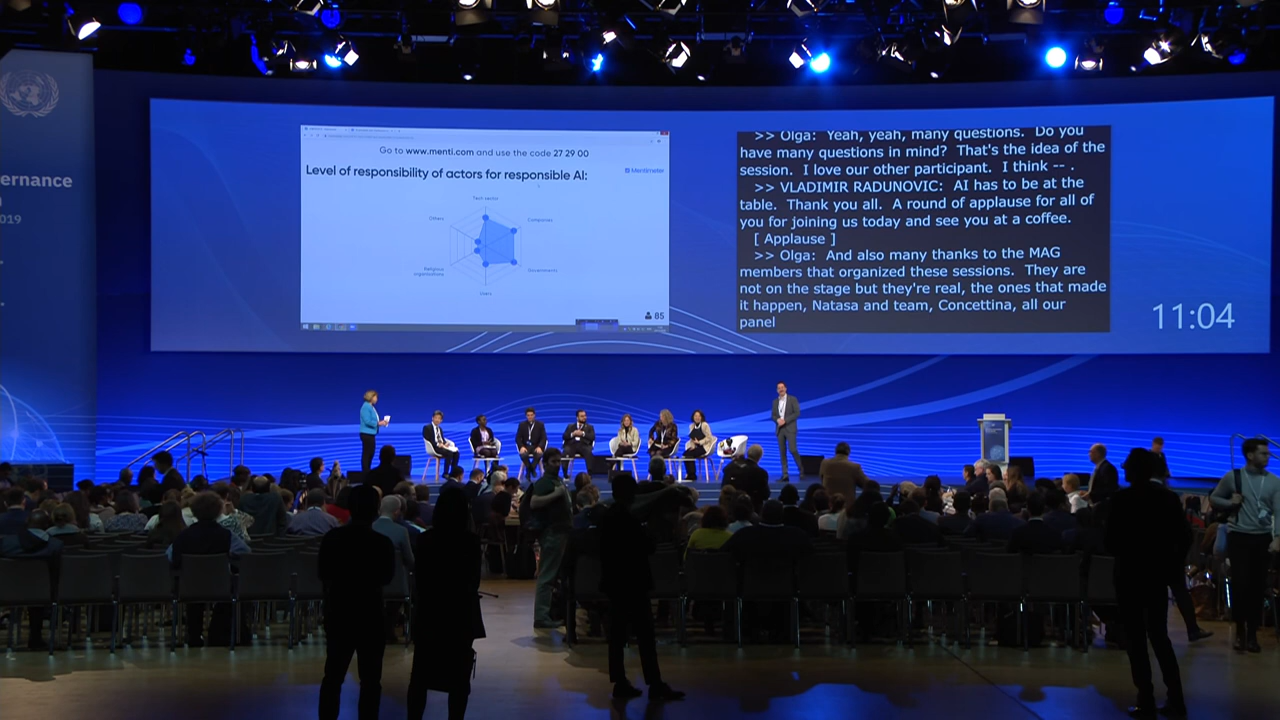 ernance
2019
Go to www.menti.com and use the code 27 29 00
Level of responsibility of actors for responsible AI:
Mentimeter
Tech sector
Others
Companies
Religious
organizations
Governments
Users
85
>> Olga: Yeah, yeah, many questions. Do you
have many questions in mind? That's the idea of the
session. I love our other participant. I think -- .
>> VLADIMIR RADUNOVIC: AI has to be at the
table. Thank you all. A round of applause for all of
you for joining us today and see you at a coffee.
[ Applause ]
>> Olga: And also many thanks to the MAG
members that organized these sessions. They are
not on the stage but they're real, the ones that made
it happen, Natasa and team, Concettina, all our
panel
11:04